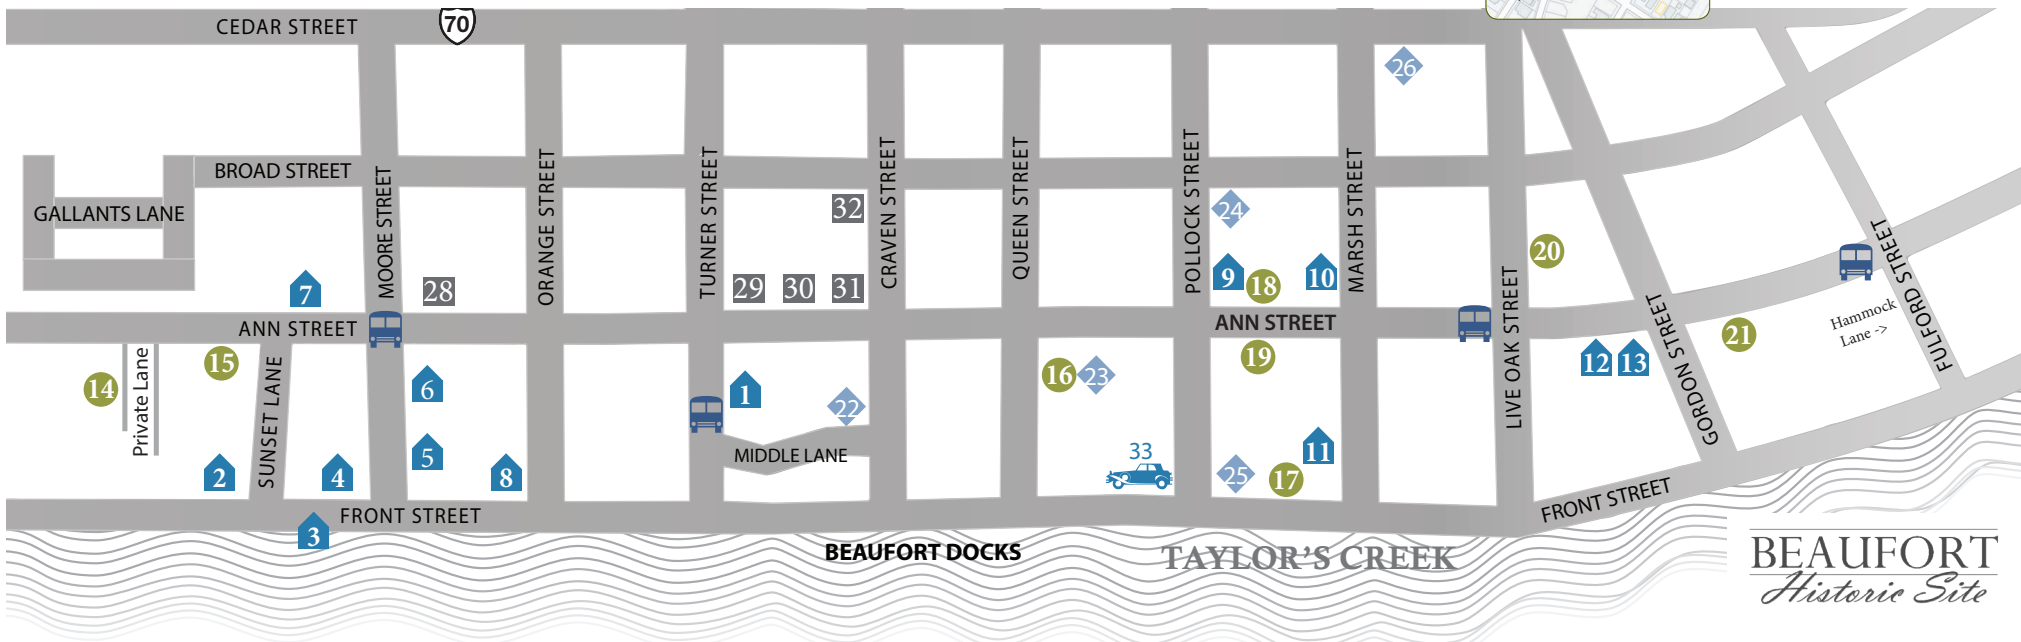 CEDAR STREET
70
26
BROAD STREET
GALLANTS LANE
MOORE STREET
ORANGE STREET
TURNER STREET
CRAVEN STREET
QUEEN STREET
POLLOCK STREET
MARSH STREET
LIVE OAK STREET
GORDON STREET
FULFORD STREET
32
24
20
7
28
29
30
31
9
18
10
ANN STREET
ANN STREET
Hammock
Lane ->
21
14
Private Lane
15
SUNSET LANE
6
1
22
16
23
19
12
13
2
4
5
8
MIDDLE LANE
33
25
17
11
3
FRONT STREET
FRONT STREET
BEAUFORT DOCKS
TAYLOR'S CREEK
BEAUFORT
Historic Site